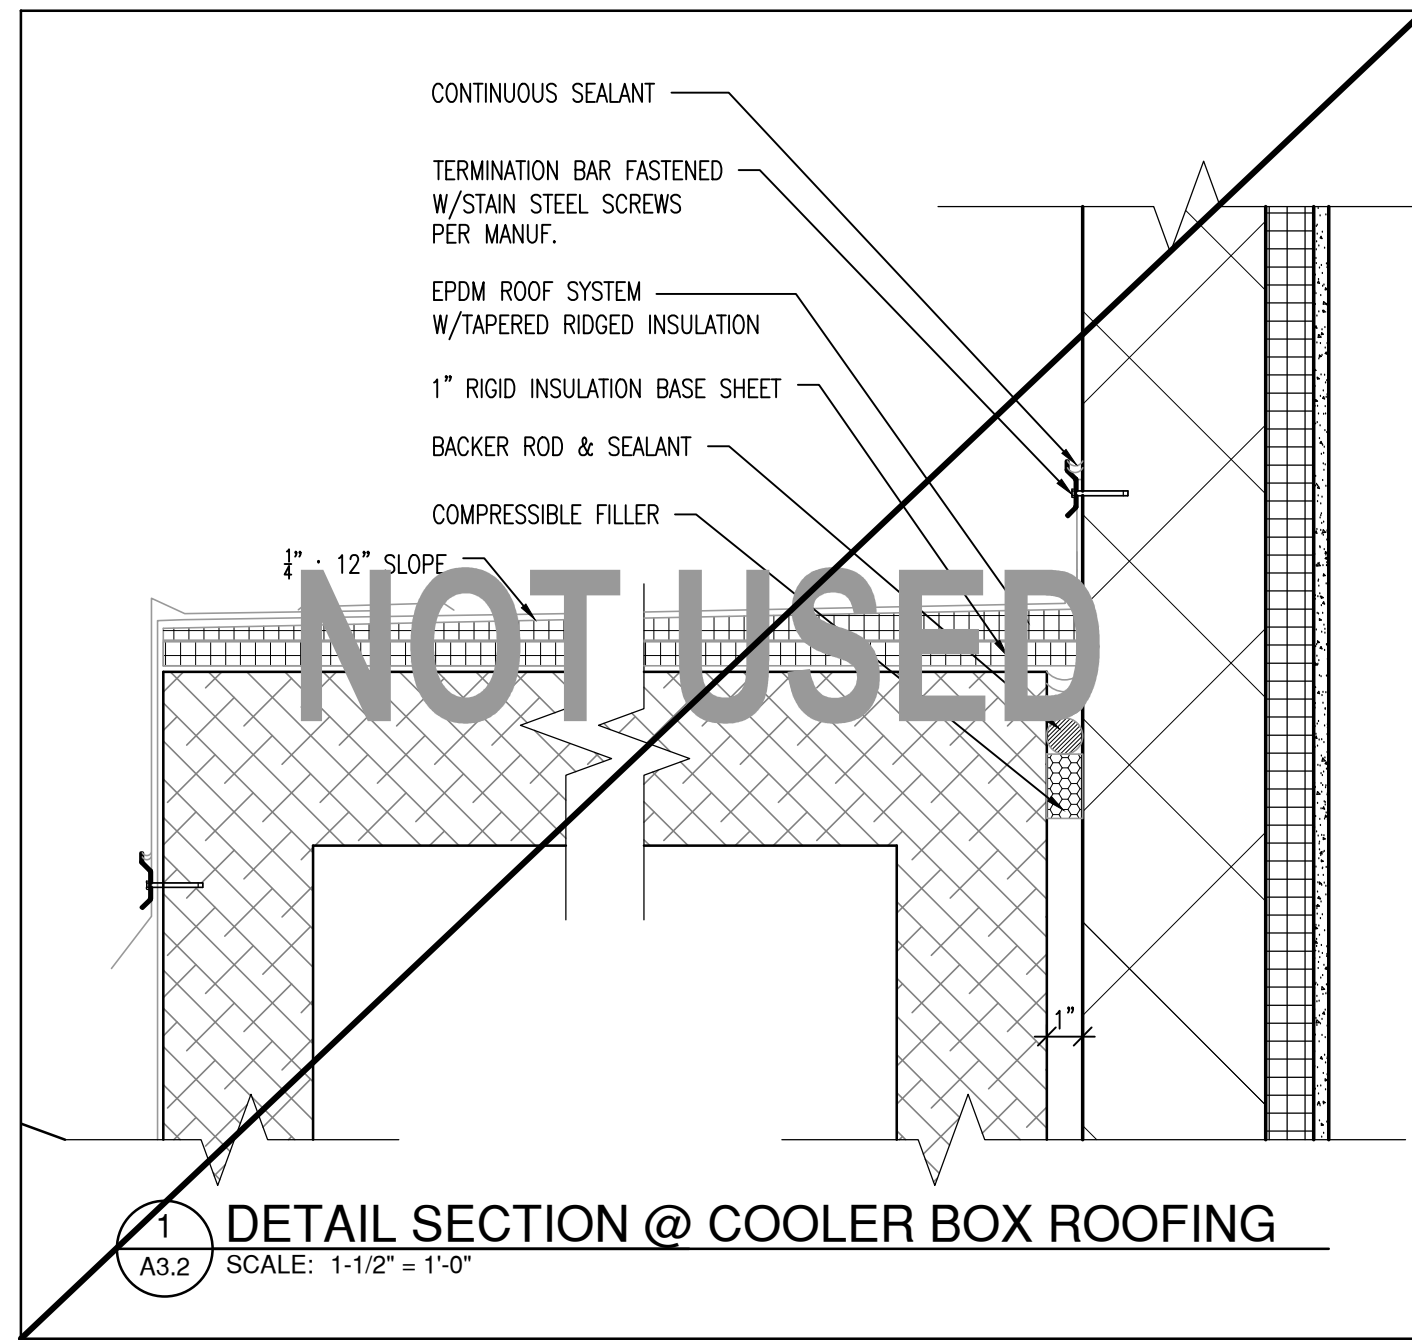 CONTINUOUS SEALANT
TERMINATION BAR FASTENED
W/STAIN STEEL SCREWS
PER MANUF.
EPDM ROOF SYSTEM
W/TAPERED RIDGED INSULATION
1" RIGID INSULATION BASE SHEET
BACKER ROD & SEALANT
COMPRESSIBLE FILLER
1/4" : 12" SLOPE
NOT USED
1"
1
DETAIL SECTION @ COOLER BOX ROOFING
A3.2
SCALE: 1-1/2" = 1'-0"